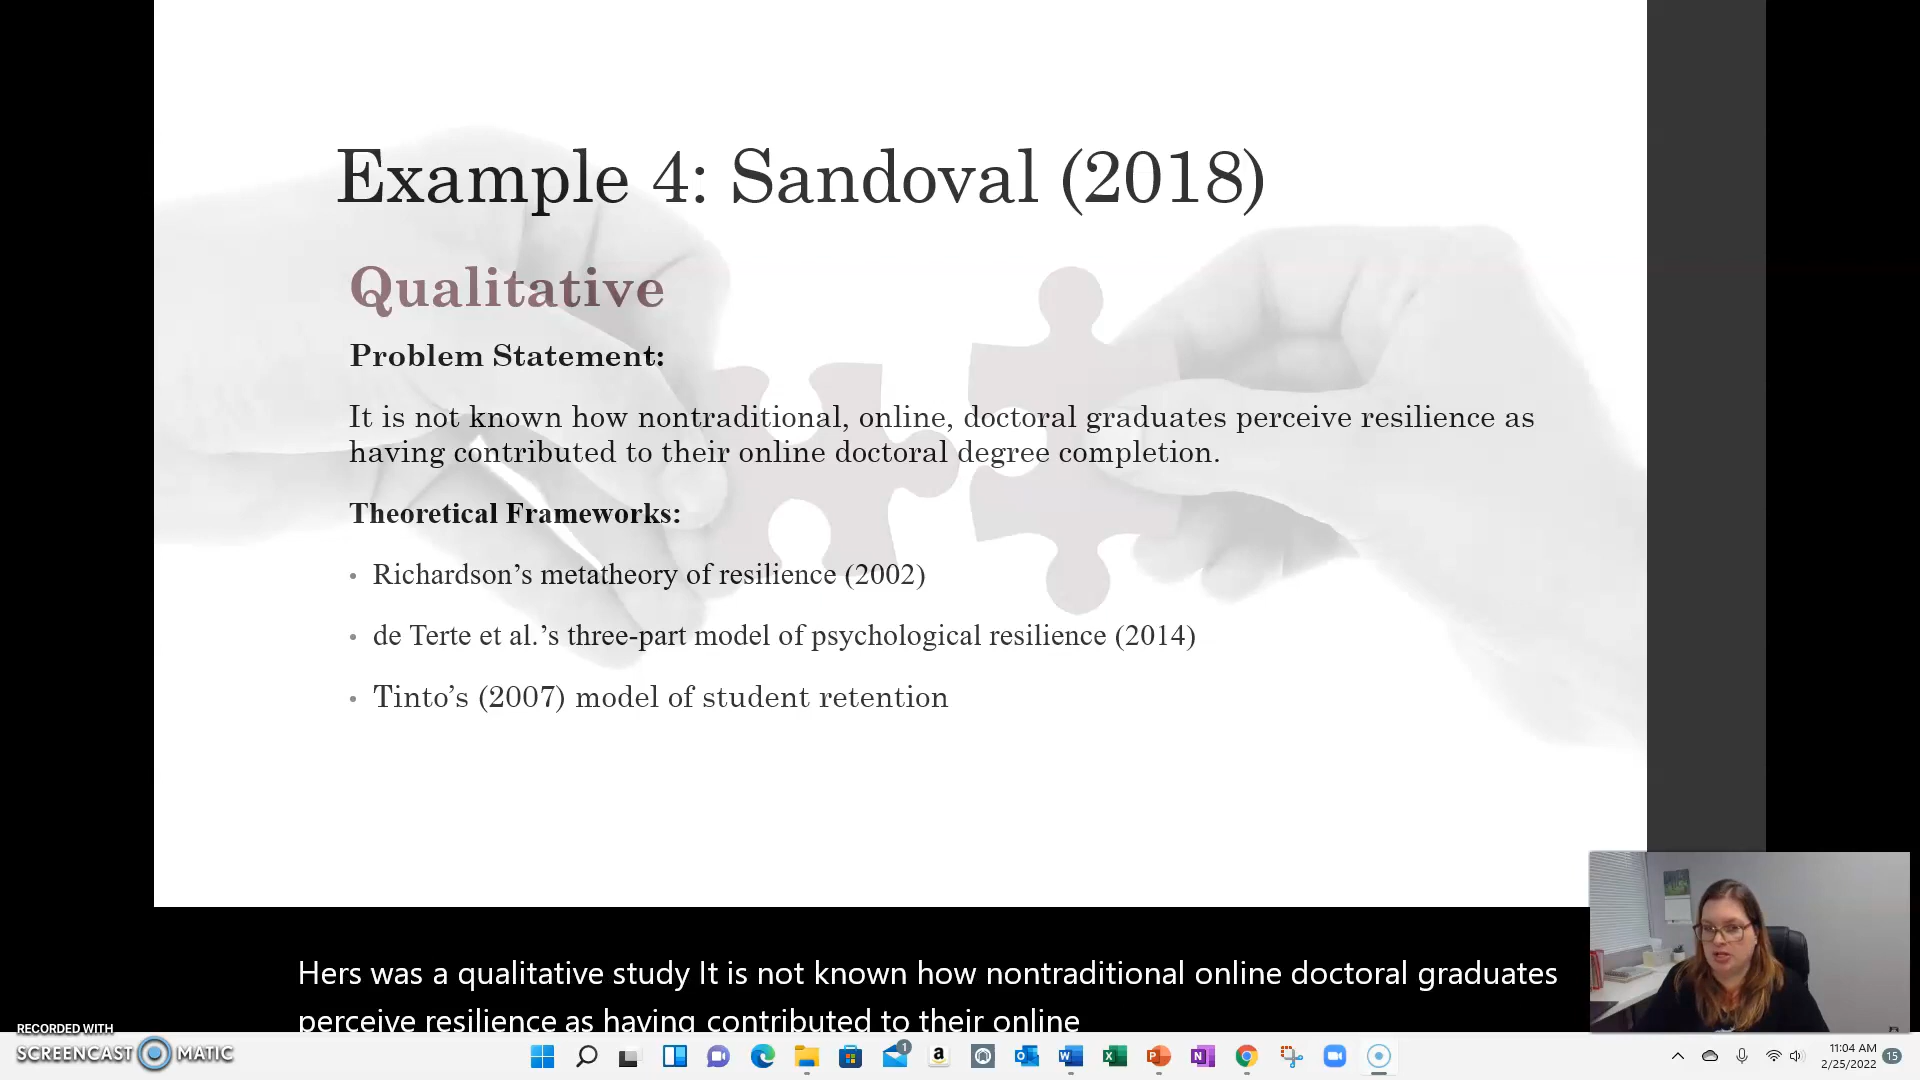 Example 4: Sandoval (2018)
Qualitative
Problem Statement:
It is not known how nontraditional, online, doctoral graduates perceive resilience as
having contributed to their online doctoral degree completion.
Theoretical Frameworks:
• Richardson’s metatheory of resilience (2002)
• de Terte et al.’s three-part model of psychological resilience (2014)
• Tinto’s (2007) model of student retention
Hers was a qualitative study It is not known how nontraditional online doctoral graduates
perceive resilience as having contributed to their online
RECORDED WITH
SCREENCAST MATIC
1
11:04 AM
2/25/2022
15